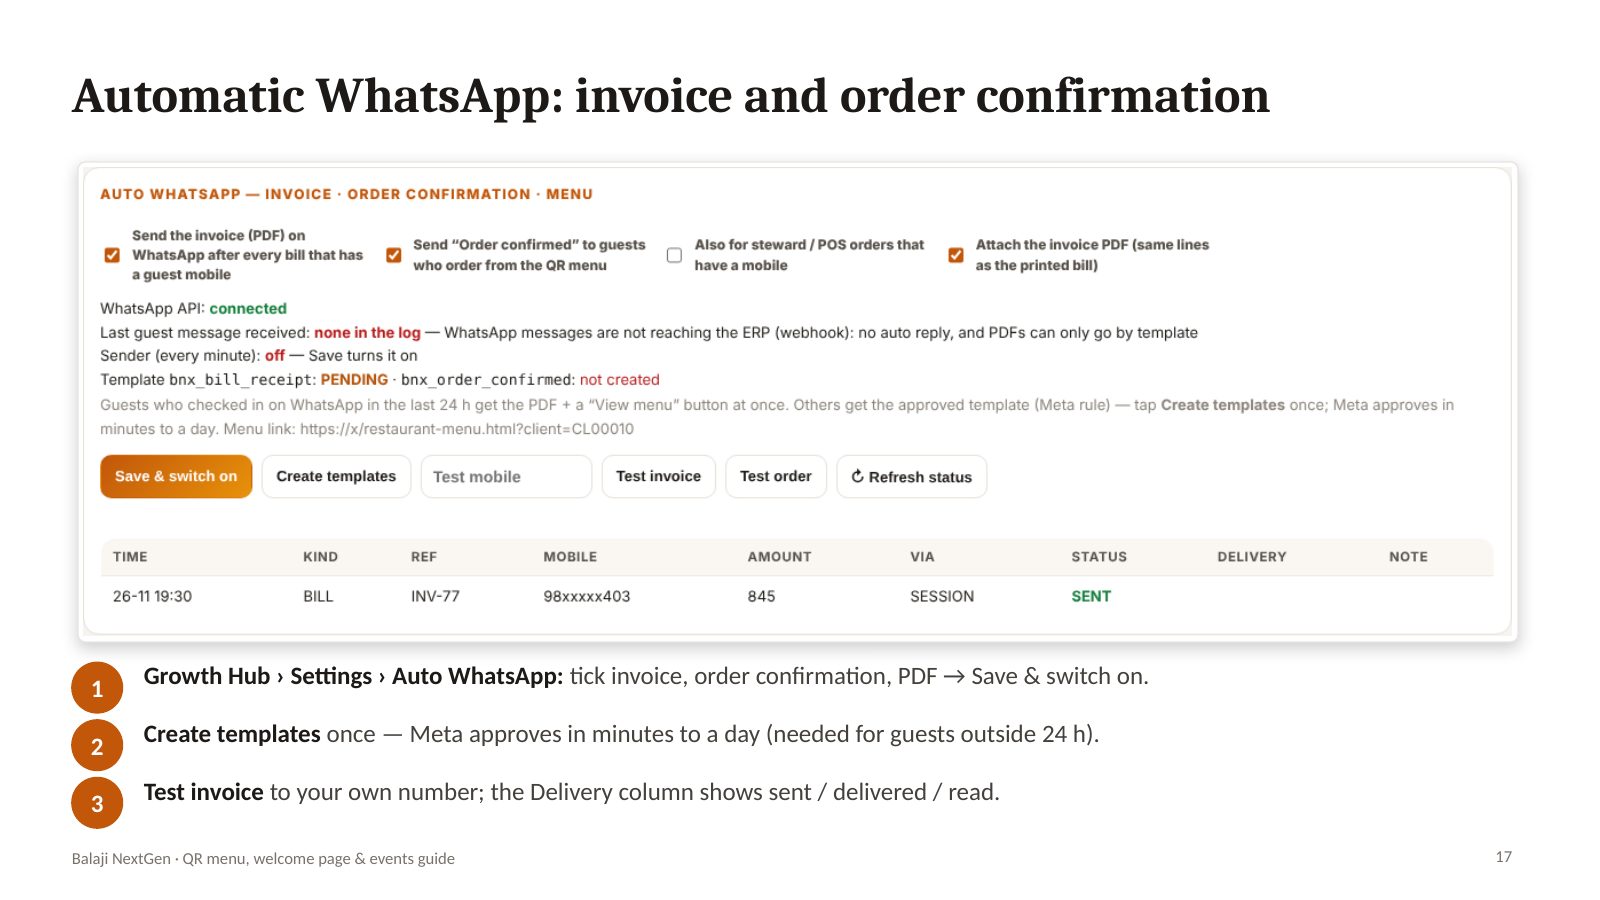 Automatic WhatsApp: invoice and order confirmation
AUTO WHATSAPP — INVOICE · ORDER CONFIRMATION · MENU
Send the invoice (PDF) on
WhatsApp after every bill that has
a guest mobile
Send “Order confirmed” to guests
who order from the QR menu
Also for steward / POS orders that
have a mobile
Attach the invoice PDF (same lines
as the printed bill)
WhatsApp API: connected
Last guest message received: none in the log — WhatsApp messages are not reaching the ERP (webhook): no auto reply, and PDFs can only go by template
Sender (every minute): off — Save turns it on
Template bnx_bill_receipt: PENDING · bnx_order_confirmed: not created
Guests who checked in on WhatsApp in the last 24 h get the PDF + a “View menu” button at once. Others get the approved template (Meta rule) — tap Create templates once; Meta approves in
minutes to a day. Menu link: https://x/restaurant-menu.html?client=CL00010
Save & switch on Create templates Test mobile Test invoice Test order ↻ Refresh status
TIME KIND REF MOBILE AMOUNT VIA STATUS DELIVERY NOTE
26-11 19:30 BILL INV-77 98xxxxx403 845 SESSION SENT
1 Growth Hub › Settings › Auto WhatsApp: tick invoice, order confirmation, PDF → Save & switch on.
2 Create templates once — Meta approves in minutes to a day (needed for guests outside 24 h).
3 Test invoice to your own number; the Delivery column shows sent / delivered / read.
Balaji NextGen · QR menu, welcome page & events guide
17